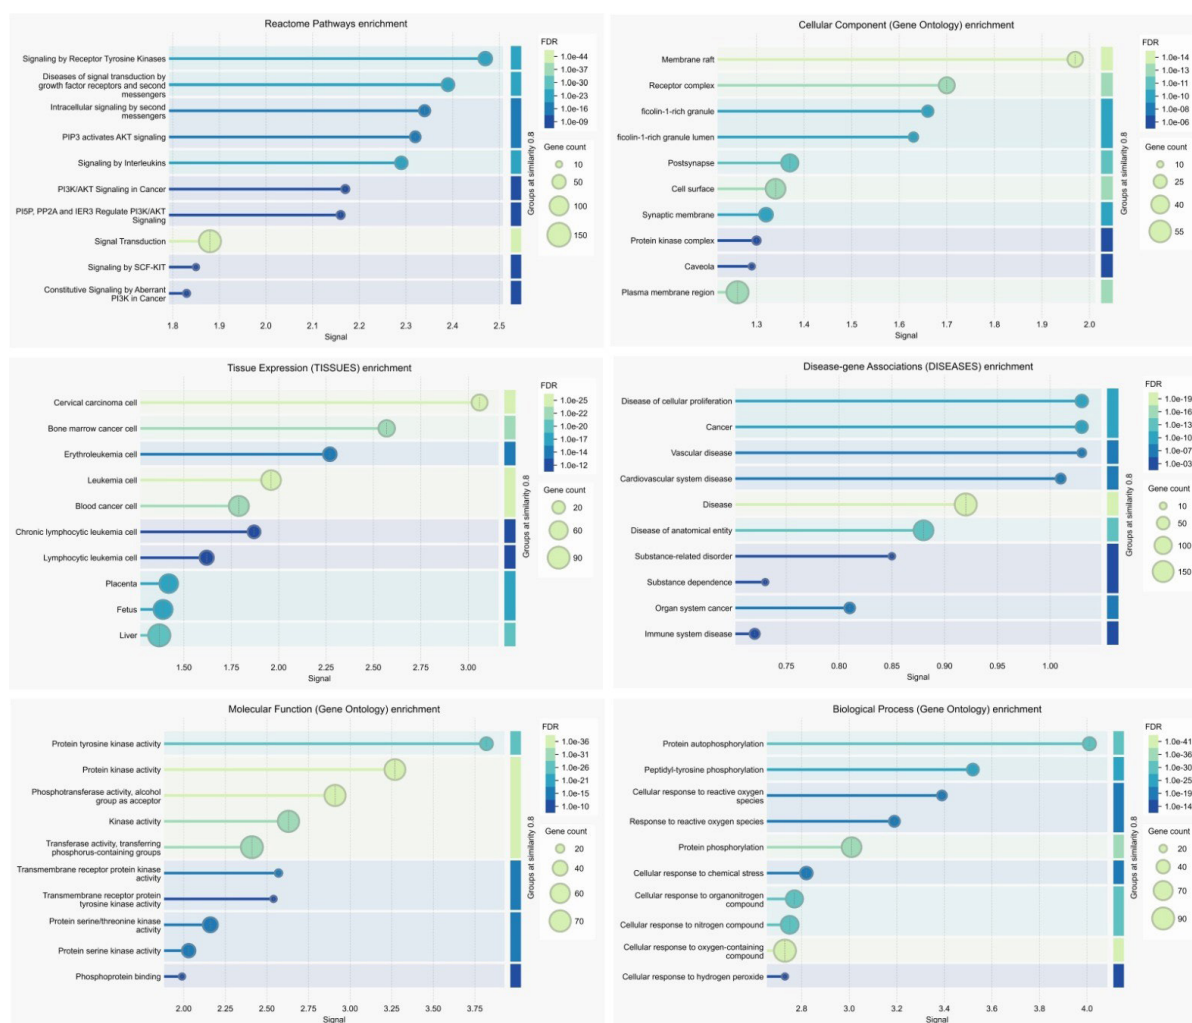 Reactome Pathways enrichment
Signaling by Receptor Tyrosine Kinases
Diseases of signal transduction by
growth factor receptors and second
messengers
Intracellular signaling by second
messengers
PIP3 activates AKT signaling
Signaling by Interleukins
PI3K/AKT Signaling in Cancer
PI5P, PP2A and IER3 Regulate PI3K/AKT
Signaling
Signal Transduction
Signaling by SCF-KIT
Constitutive Signaling by Aberrant
PI3K in Cancer
1.8 1.9 2.0 2.1 2.2 2.3 2.4 2.5
Signal
Groups at similarity 0.8
FDR
1.0e-44
1.0e-37
1.0e-30
1.0e-23
1.0e-16
1.0e-09
Gene count
10
50
100
150
Cellular Component (Gene Ontology) enrichment
Membrane raft
Receptor complex
ficolin-1-rich granule
ficolin-1-rich granule lumen
Postsynapse
Cell surface
Synaptic membrane
Protein kinase complex
Caveola
Plasma membrane region
1.3 1.4 1.5 1.6 1.7 1.8 1.9 2.0
Signal
Groups at similarity 0.8
FDR
1.0e-14
1.0e-13
1.0e-11
1.0e-10
1.0e-08
1.0e-06
Gene count
10
25
40
55
Tissue Expression (TISSUES) enrichment
Cervical carcinoma cell
Bone marrow cancer cell
Erythroleukemia cell
Leukemia cell
Blood cancer cell
Chronic lymphocytic leukemia cell
Lymphocytic leukemia cell
Placenta
Fetus
Liver
1.50 1.75 2.00 2.25 2.50 2.75 3.00
Signal
Groups at similarity 0.8
FDR
1.0e-25
1.0e-22
1.0e-20
1.0e-17
1.0e-14
1.0e-12
Gene count
20
60
90
Disease-gene Associations (DISEASES) enrichment
Disease of cellular proliferation
Cancer
Vascular disease
Cardiovascular system disease
Disease
Disease of anatomical entity
Substance-related disorder
Substance dependence
Organ system cancer
Immune system disease
0.75 0.80 0.85 0.90 0.95 1.00
Signal
Groups at similarity 0.8
FDR
1.0e-19
1.0e-16
1.0e-13
1.0e-10
1.0e-07
1.0e-03
Gene count
10
50
100
150
Molecular Function (Gene Ontology) enrichment
Protein tyrosine kinase activity
Protein kinase activity
Phosphotransferase activity, alcohol
group as acceptor
Kinase activity
Transferase activity, transferring
phosphorus-containing groups
Transmembrane receptor protein kinase
activity
Transmembrane receptor protein
tyrosine kinase activity
Protein serine/threonine kinase
activity
Protein serine kinase activity
Phosphoprotein binding
2.00 2.25 2.50 2.75 3.00 3.25 3.50 3.75
Signal
Groups at similarity 0.8
FDR
1.0e-36
1.0e-31
1.0e-26
1.0e-21
1.0e-15
1.0e-10
Gene count
20
40
60
70
Biological Process (Gene Ontology) enrichment
Protein autophosphorylation
Peptidyl-tyrosine phosphorylation
Cellular response to reactive oxygen
species
Response to reactive oxygen species
Protein phosphorylation
Cellular response to chemical stress
Cellular response to organonitrogen
compound
Cellular response to nitrogen compound
Cellular response to oxygen-containing
compound
Cellular response to hydrogen peroxide
2.8 3.0 3.2 3.4 3.6 3.8 4.0
Signal
Groups at similarity 0.8
FDR
1.0e-41
1.0e-36
1.0e-30
1.0e-25
1.0e-19
1.0e-14
Gene count
20
40
70
90